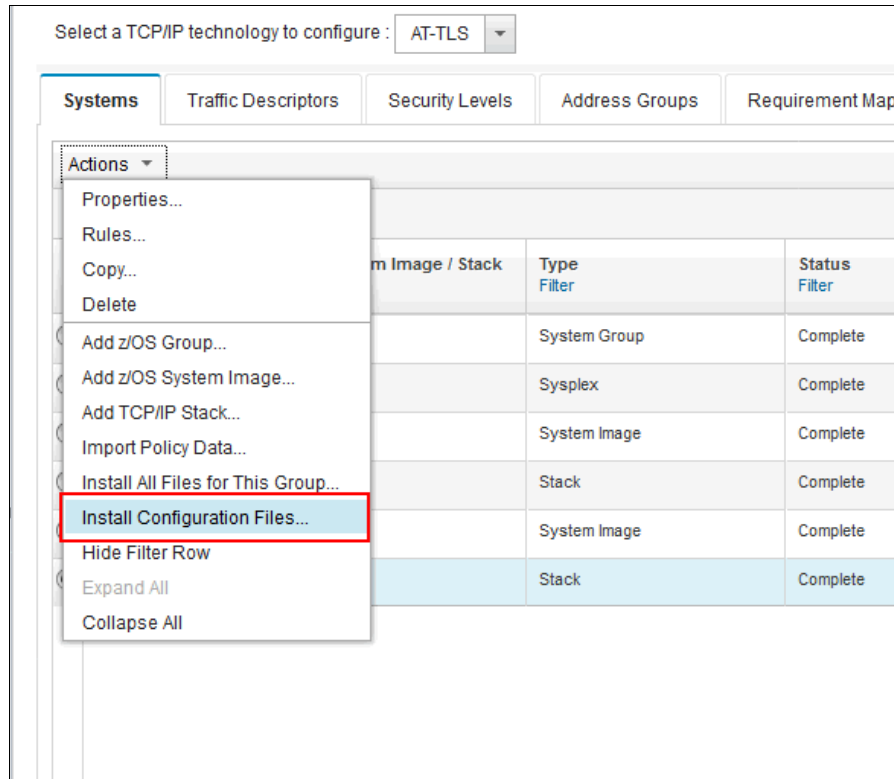 Select a TCP/IP technology to configure : AT-TLS
Systems Traffic Descriptors Security Levels Address Groups Requirement Map
Actions
Properties...
Rules...
Copy...
Delete
Add z/OS Group...
Add z/OS System Image...
Add TCP/IP Stack...
Import Policy Data...
Install All Files for This Group...
Install Configuration Files...
Hide Filter Row
Expand All
Collapse All
m Image / Stack Type Status
Filter Filter
System Group Complete
Sysplex Complete
System Image Complete
Stack Complete
System Image Complete
Stack Complete